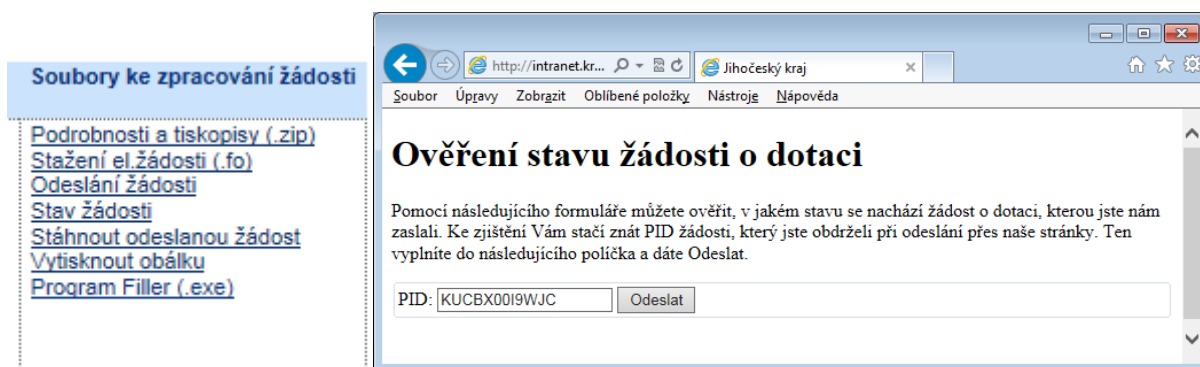 Soubory ke zpracování žádosti
Podrobnosti a tiskopisy (.zip)
Stažení el.žádosti (.fo)
Odeslání žádosti
Stav žádosti
Stáhnout odeslanou žádost
Vytisknout obálku
Program Filler (.exe)
http://intranet.kr...
Jihočeský kraj
Soubor Úpravy Zobrazit Oblíbené položky Nástroje Nápověda
Ověření stavu žádosti o dotaci
Pomocí následujícího formuláře můžete ověřit, v jakém stavu se nachází žádost o dotaci, kterou jste nám
zaslali. Ke zjištění Vám stačí znát PID žádosti, který jste obdrželi při odeslání přes naše stránky. Ten
vyplníte do následujícího políčka a dáte Odeslat.
PID: KUCBX00I9WJC Odeslat